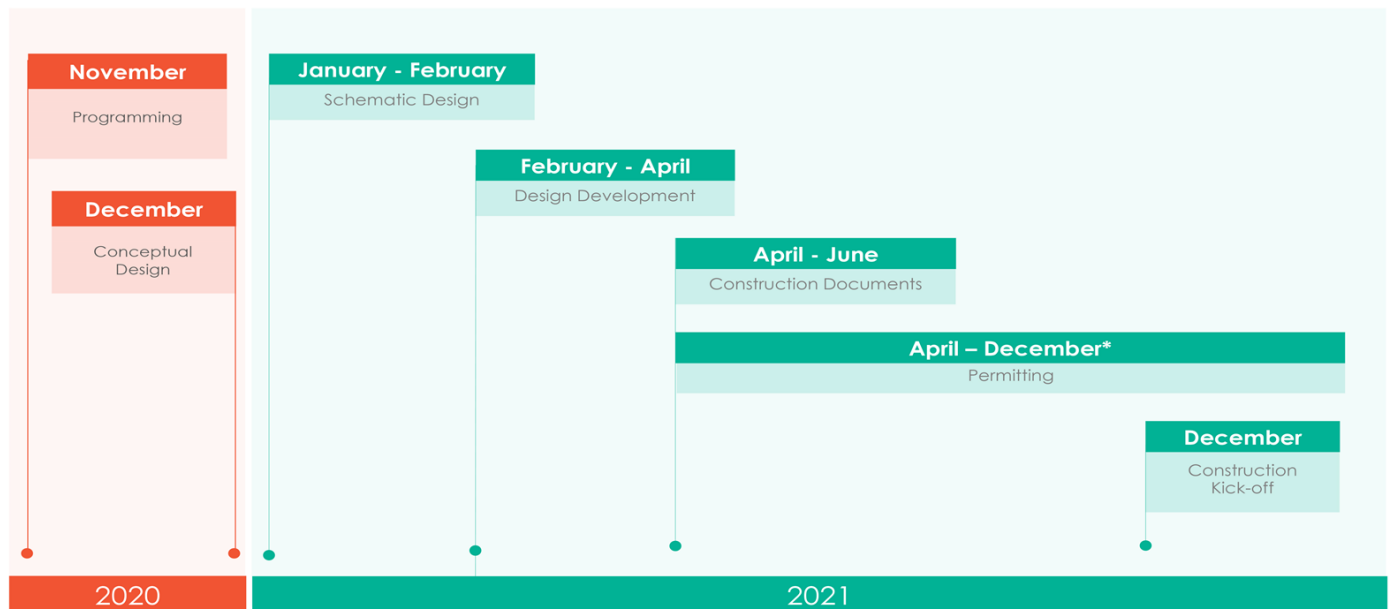 November
Programming
December
Conceptual
Design
January - February
Schematic Design
February - April
Design Development
April - June
Construction Documents
April – December*
Permitting
December
Construction
Kick-off
2020
2021